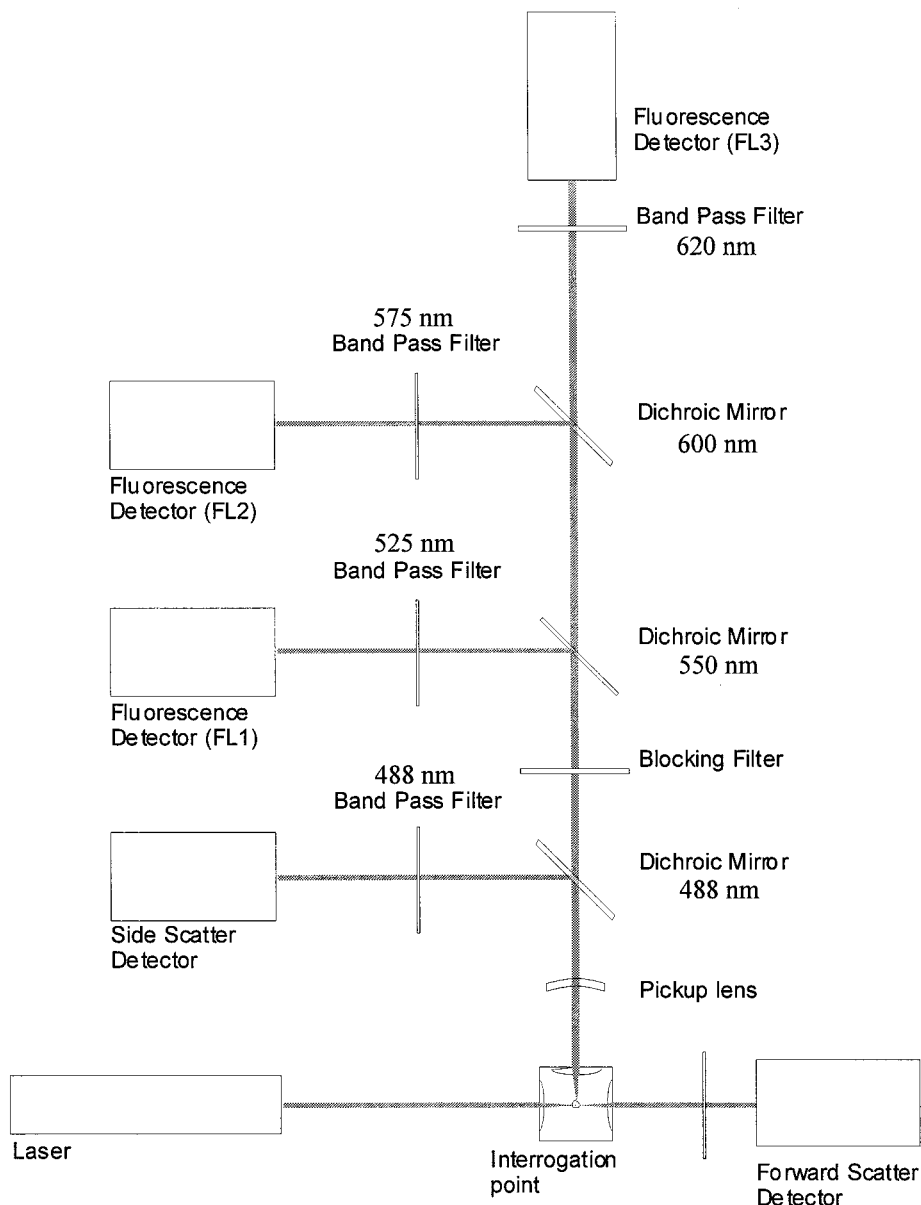 Fluorescence
Detector (FL3)
Band Pass Filter
620 nm
575 nm
Band Pass Filter
Dichroic Mirror
600 nm
Fluorescence
Detector (FL2)
525 nm
Band Pass Filter
Dichroic Mirror
550 nm
Fluorescence
Detector (FL1)
Blocking Filter
488 nm
Band Pass Filter
Dichroic Mirror
488 nm
Side Scatter
Detector
Pickup lens
Laser
Interrogation
point
Forward Scatter
Detector